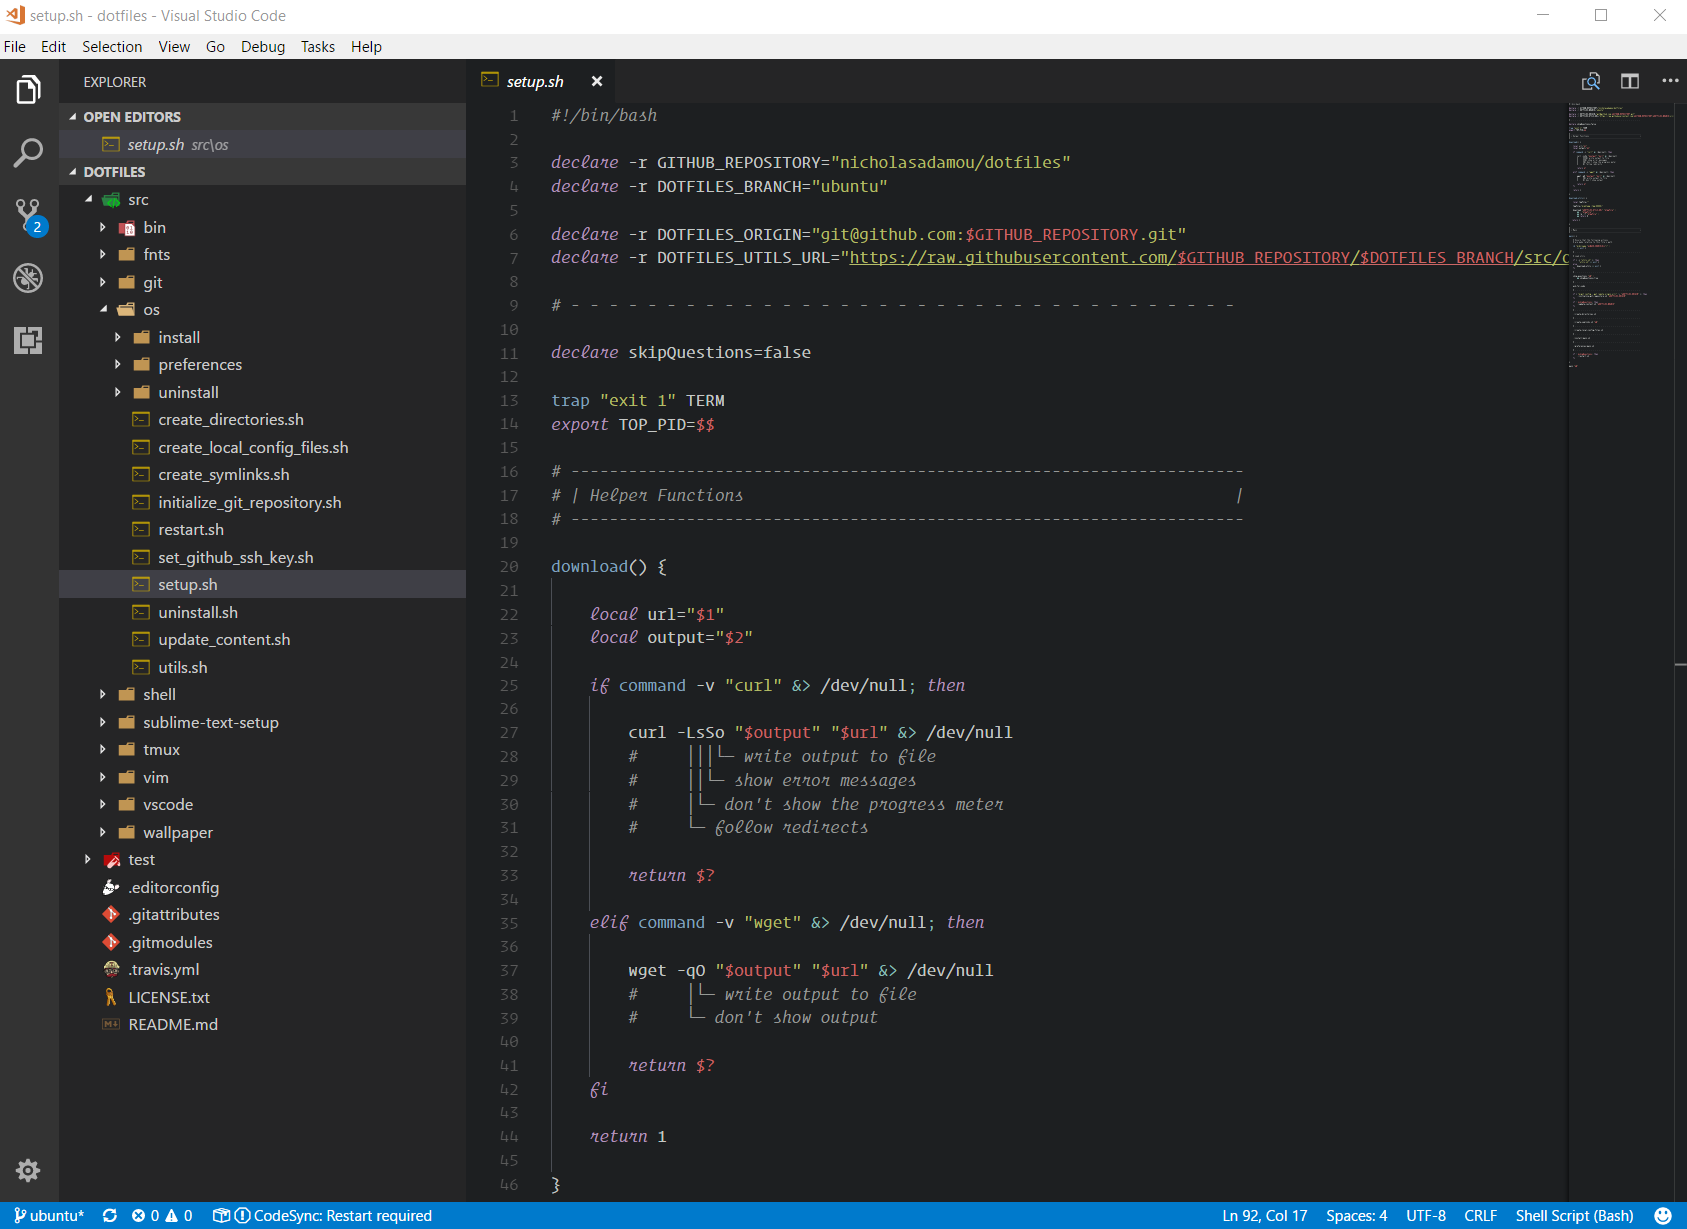 setup.sh - dotfiles - Visual Studio Code
File Edit Selection View Go Debug Tasks Help
EXPLORER
OPEN EDITORS
setup.sh src\os
DOTFILES
src
bin
fnts
git
os
install
preferences
uninstall
create_directories.sh
create_local_config_files.sh
create_symlinks.sh
initialize_git_repository.sh
restart.sh
set_github_ssh_key.sh
setup.sh
uninstall.sh
update_content.sh
utils.sh
shell
sublime-text-setup
tmux
vim
vscode
wallpaper
test
.editorconfig
.gitattributes
.gitmodules
.travis.yml
LICENSE.txt
README.md
2
setup.sh
1 #!/bin/bash
2
3 declare -r GITHUB_REPOSITORY="nicholasadamou/dotfiles"
4 declare -r DOTFILES_BRANCH="ubuntu"
5
6 declare -r DOTFILES_ORIGIN="git@github.com:$GITHUB_REPOSITORY.git"
7 declare -r DOTFILES_UTILS_URL="https://raw.githubusercontent.com/$GITHUB_REPOSITORY/$DOTFILES_BRANCH/src/o
8
9 # - - - - - - - - - - - - - - - - - - - - - - - - - - - - - - - - - - -
10
11 declare skipQuestions=false
12
13 trap "exit 1" TERM
14 export TOP_PID=$$
15
16 # ----------------------------------------------------------------------
17 # | Helper Functions |
18 # ----------------------------------------------------------------------
19
20 download() {
21
22 local url="$1"
23 local output="$2"
24
25 if command -v "curl" &> /dev/null; then
26
27 curl -LsSo "$output" "$url" &> /dev/null
28 # │││└─ write output to file
29 # ││└─ show error messages
30 # │└─ don't show the progress meter
31 # └─ follow redirects
32
33 return $?
34
35 elif command -v "wget" &> /dev/null; then
36
37 wget -qO "$output" "$url" &> /dev/null
38 # │└─ write output to file
39 # └─ don't show output
40
41 return $?
42 fi
43
44 return 1
45
46 }
ubuntu* 0 0 CodeSync: Restart required Ln 92, Col 17 Spaces: 4 UTF-8 CRLF Shell Script (Bash)